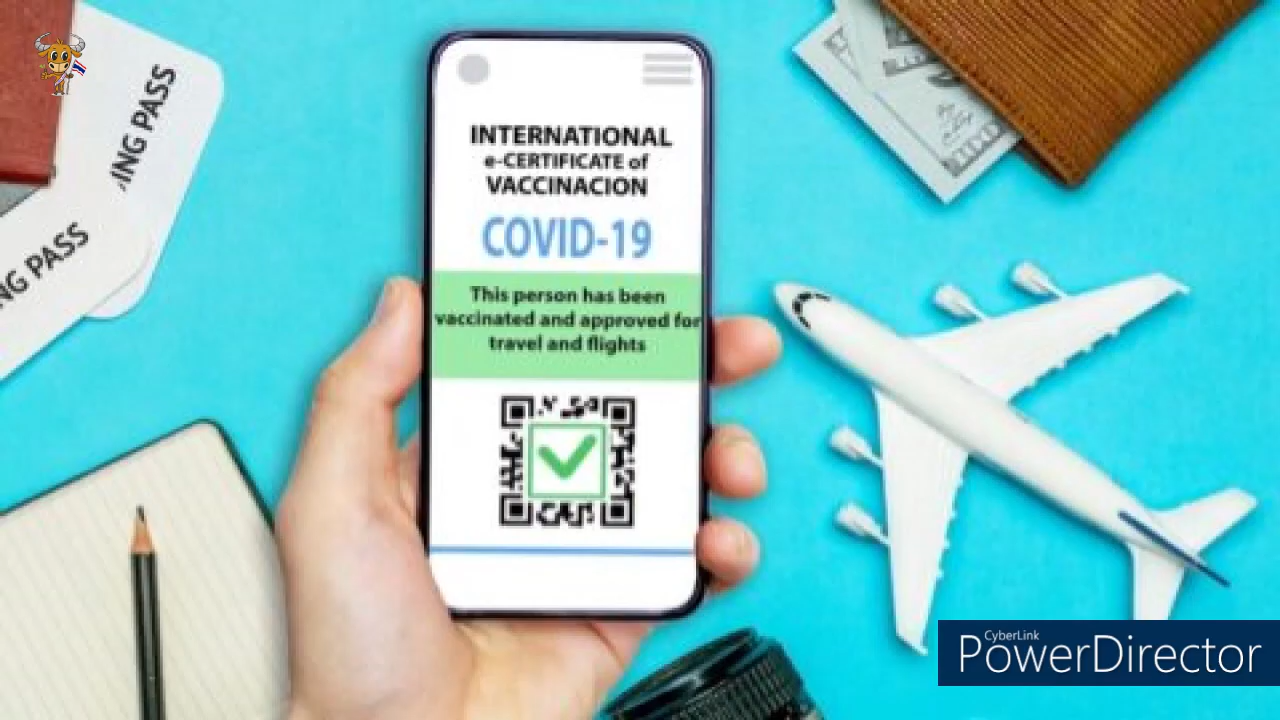 ING PASS
NG PASS
INTERNATIONAL
e-CERTIFICATE of
VACCINACION
COVID-19
This person has been
vaccinated and approved for
travel and flights
CyberLink
PowerDirector